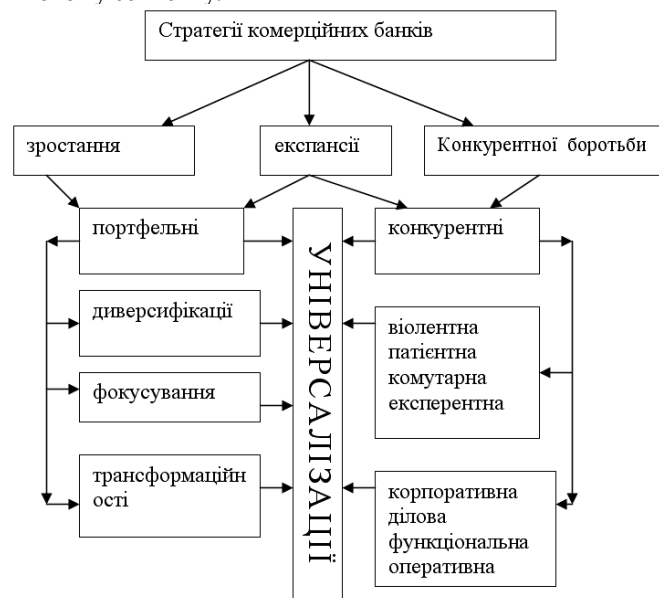 Стратегії комерційних банків
зростання
експансії
Конкурентної боротьби
портфельні
конкурентні
УНІВЕРСАЛІЗАЦІЇ
диверсифікації
віолентна
патієнтна
комутарна
експерентна
фокусування
трансформаційн
ості
корпоративна
ділова
функціональна
оперативна